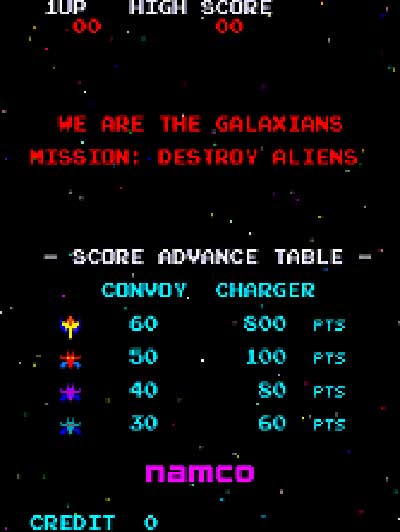 1UP HIGH SCORE
00 00
WE ARE THE GALAXIANS
MISSION: DESTROY ALIENS
- SCORE ADVANCE TABLE -
CONVOY CHARGER
60 800 PTS
50 100 PTS
40 80 PTS
30 60 PTS
namco
CREDIT 0